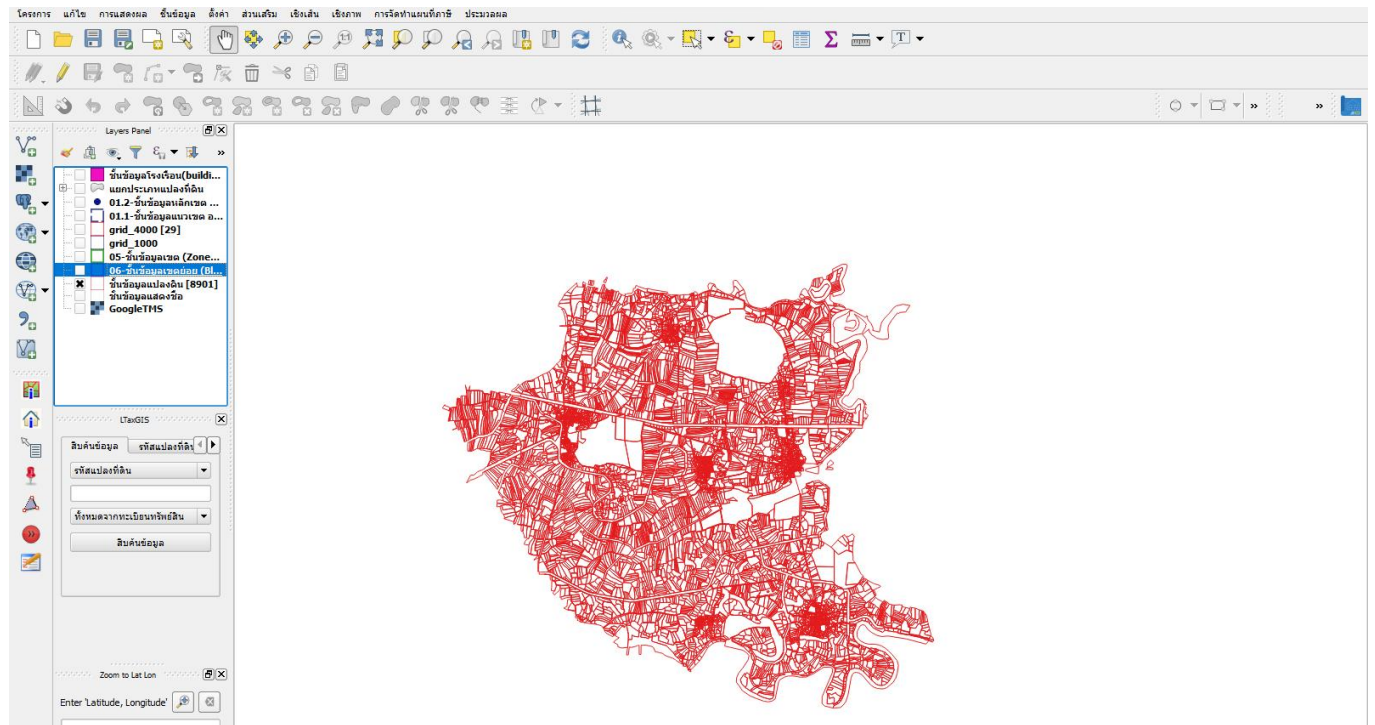 โครงการ แก้ไข การแสดงผล ชั้นข้อมูล ตั้งค่า ส่วนเสริม เชิงเส้น เชิงภาพ การจัดทำแผนที่ภาษี ประมวลผล
Layers Panel
ชั้นข้อมูลโรงเรือน(buildi...
แยกประเภทแปลงที่ดิน
01.2-ชั้นข้อมูลหลักเขต ...
01.1-ชั้นข้อมูลแนวเขต อ...
grid_4000 [29]
grid_1000
05-ชั้นข้อมูลเขต (Zone...
06-ชั้นข้อมูลเขตย่อย (Bl...
ชั้นข้อมูลแปลงดิน [8901]
ชั้นข้อมูลแสดงชื่อ
GoogleTMS
LTaxGIS
สืบค้นข้อมูล รหัสแปลงที่ดิน
รหัสแปลงที่ดิน
ทั้งหมดจากทะเบียนทรัพย์สิน
สืบค้นข้อมูล
Zoom to Lat Lon
Enter 'Latitude, Longitude'